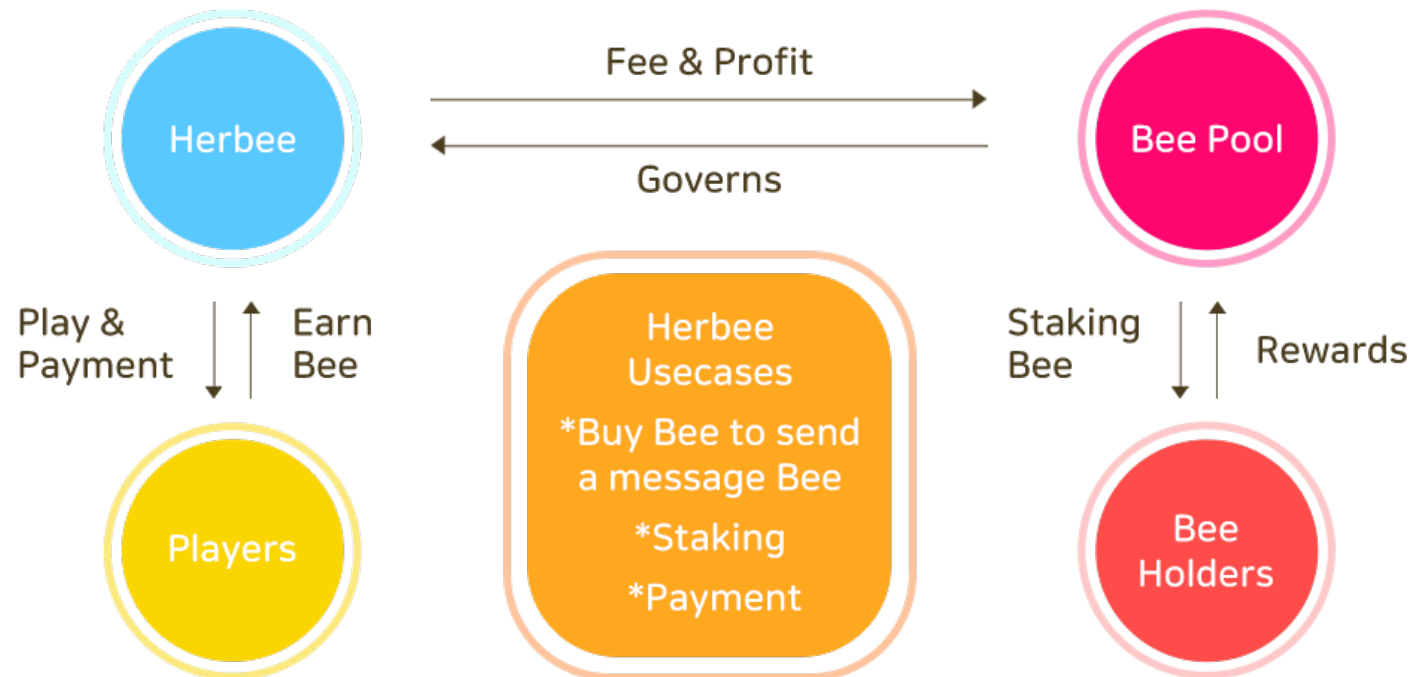 Herbee
Fee & Profit
Governs
Bee Pool
Play &
Payment
Earn
Bee
Herbee
Usecases
*Buy Bee to send
a message Bee
*Staking
*Payment
Staking
Bee
Rewards
Players
Bee
Holders